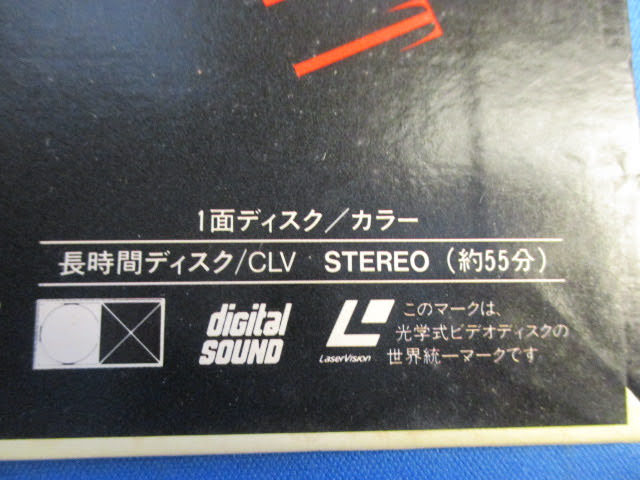 T
1面ディスク/カラー
長時間ディスク/CLV STEREO (約55分)
digital
SOUND
LaserVision
このマークは、
光学式ビデオディスクの
世界統一マークです